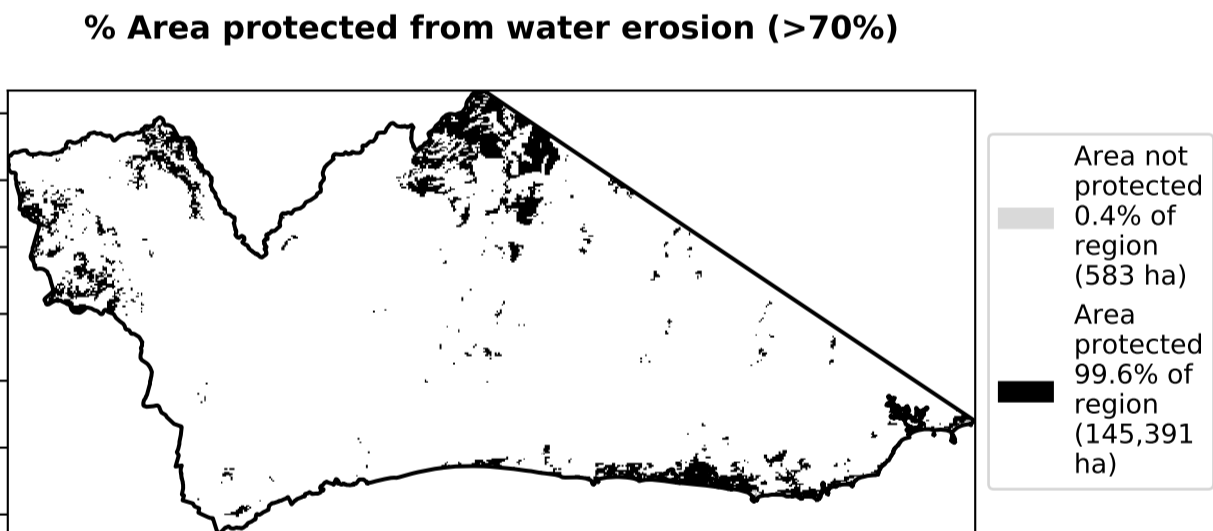 % Area protected from water erosion (>70%)
Area not
protected
0.4% of
region
(583 ha)
Area
protected
99.6% of
region
(145,391
ha)